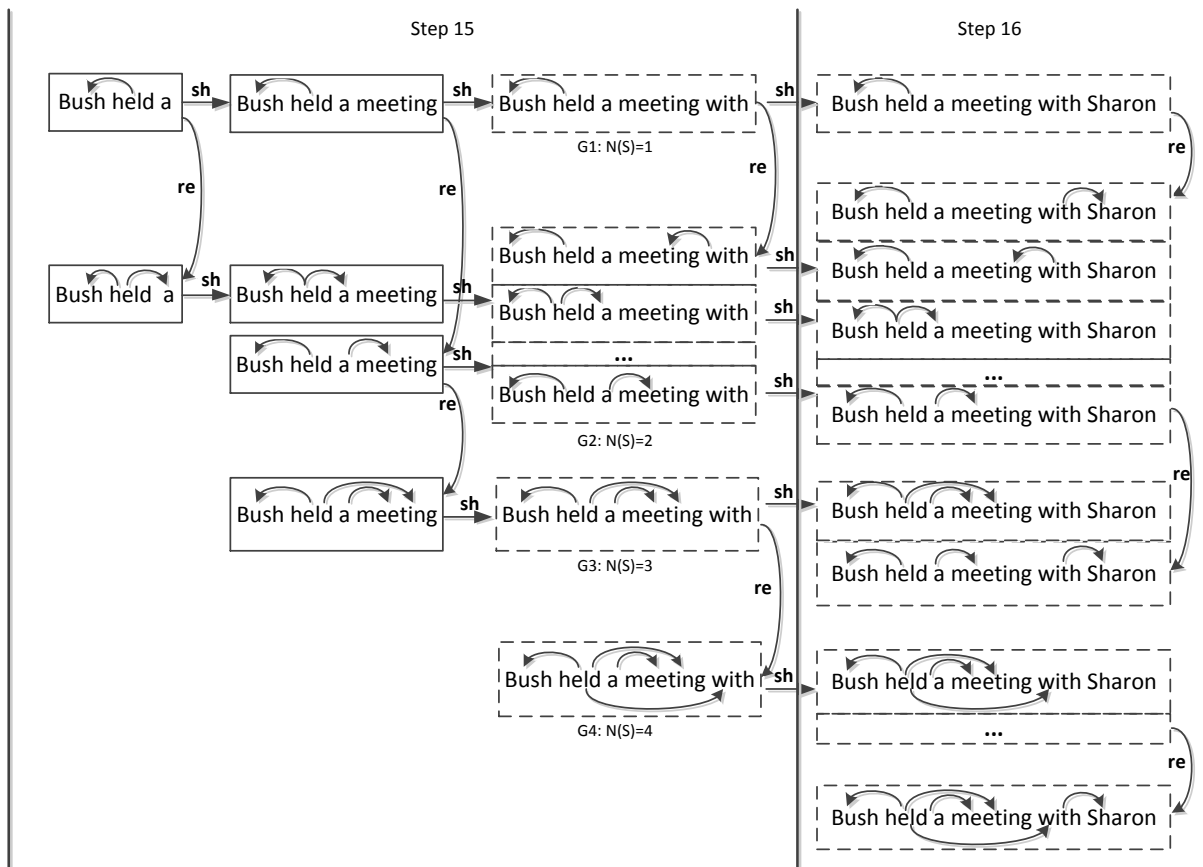 Step 15
Step 16
Bush held a
sh
Bush held a meeting
sh
Bush held a meeting with
sh
Bush held a meeting with Sharon
G1: N(S)=1
re
re
re
re
Bush held a meeting with Sharon
Bush held a meeting with
sh
Bush held a meeting with Sharon
Bush held a
sh
Bush held a meeting
sh
Bush held a meeting with
sh
Bush held a meeting with Sharon
Bush held a meeting
sh
...
...
re
Bush held a meeting with
sh
Bush held a meeting with Sharon
G2: N(S)=2
re
Bush held a meeting
sh
Bush held a meeting with
sh
Bush held a meeting with Sharon
G3: N(S)=3
Bush held a meeting with Sharon
re
Bush held a meeting with
sh
Bush held a meeting with Sharon
G4: N(S)=4
...
re
Bush held a meeting with Sharon